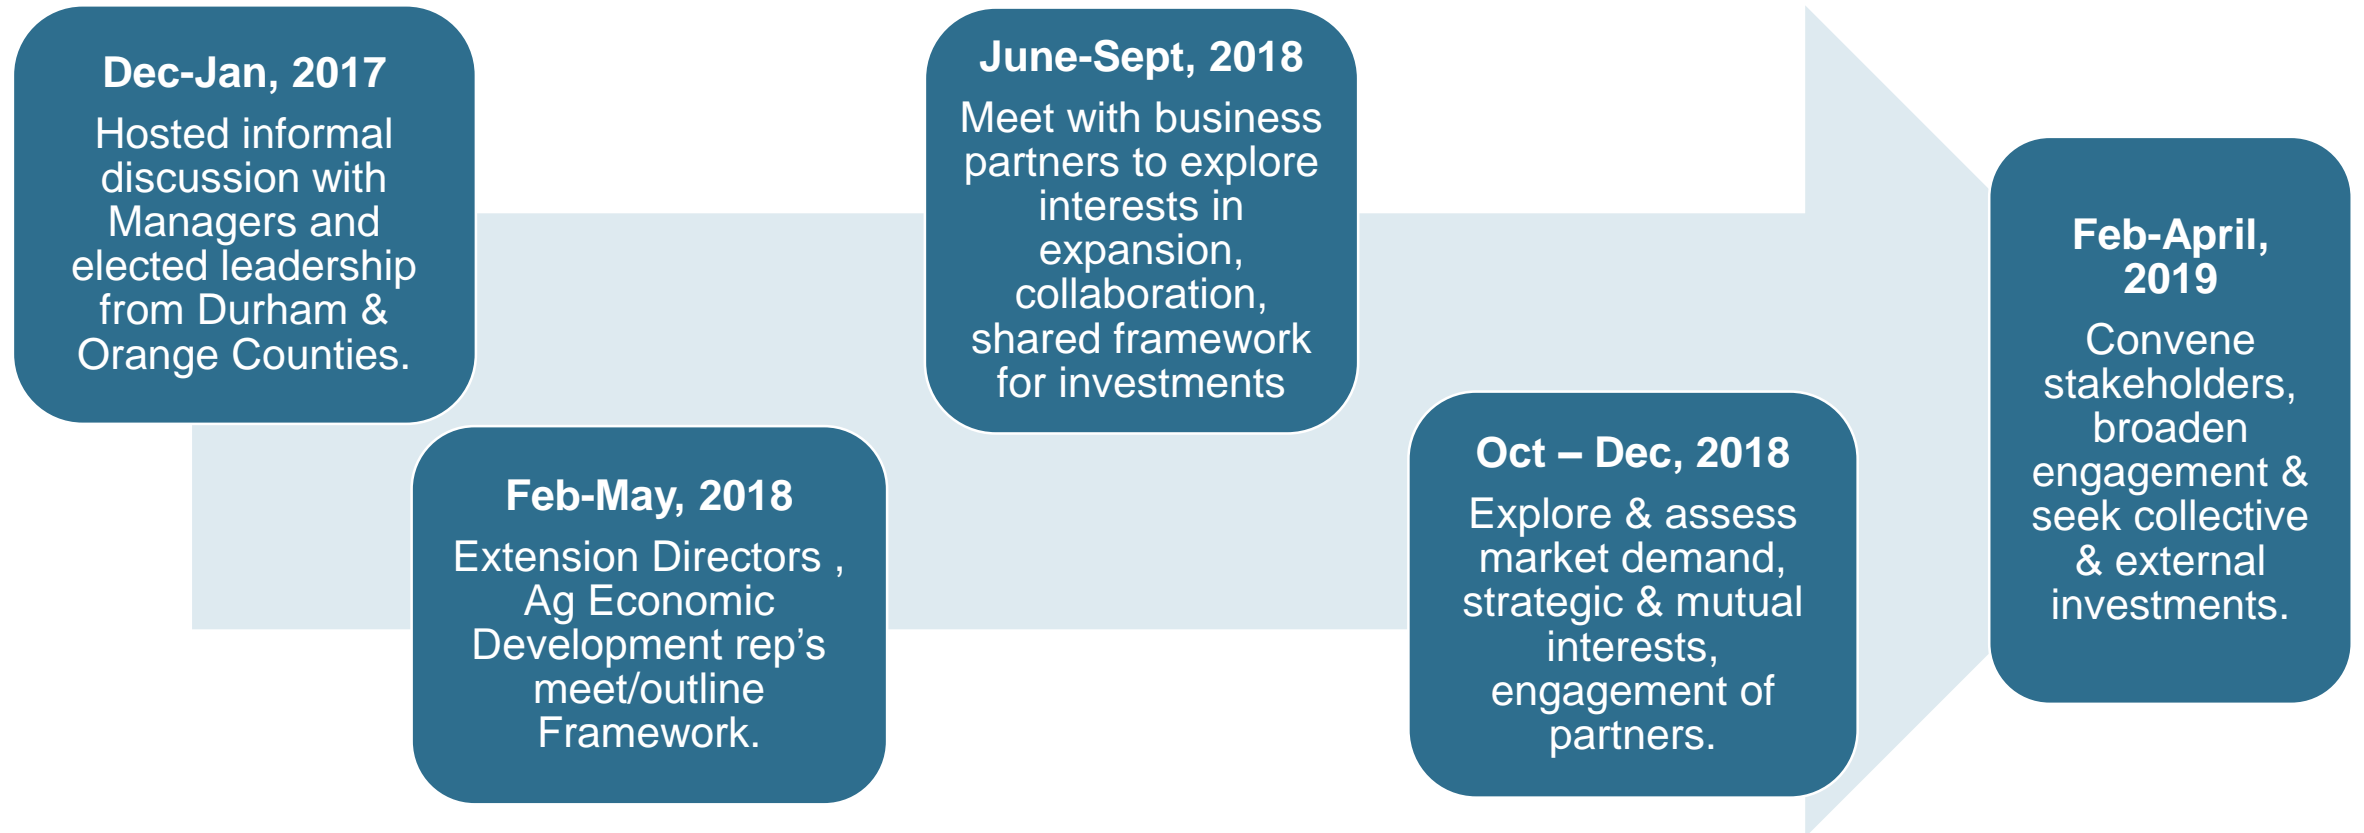 Dec-Jan, 2017
Hosted informal
discussion with
Managers and
elected leadership
from Durham &
Orange Counties.
Feb-May, 2018
Extension Directors ,
Ag Economic
Development rep’s
meet/outline
Framework.
June-Sept, 2018
Meet with business
partners to explore
interests in
expansion,
collaboration,
shared framework
for investments
Oct – Dec, 2018
Explore & assess
market demand,
strategic & mutual
interests,
engagement of
partners.
Feb-April,
2019
Convene
stakeholders,
broaden
engagement &
seek collective
& external
investments.